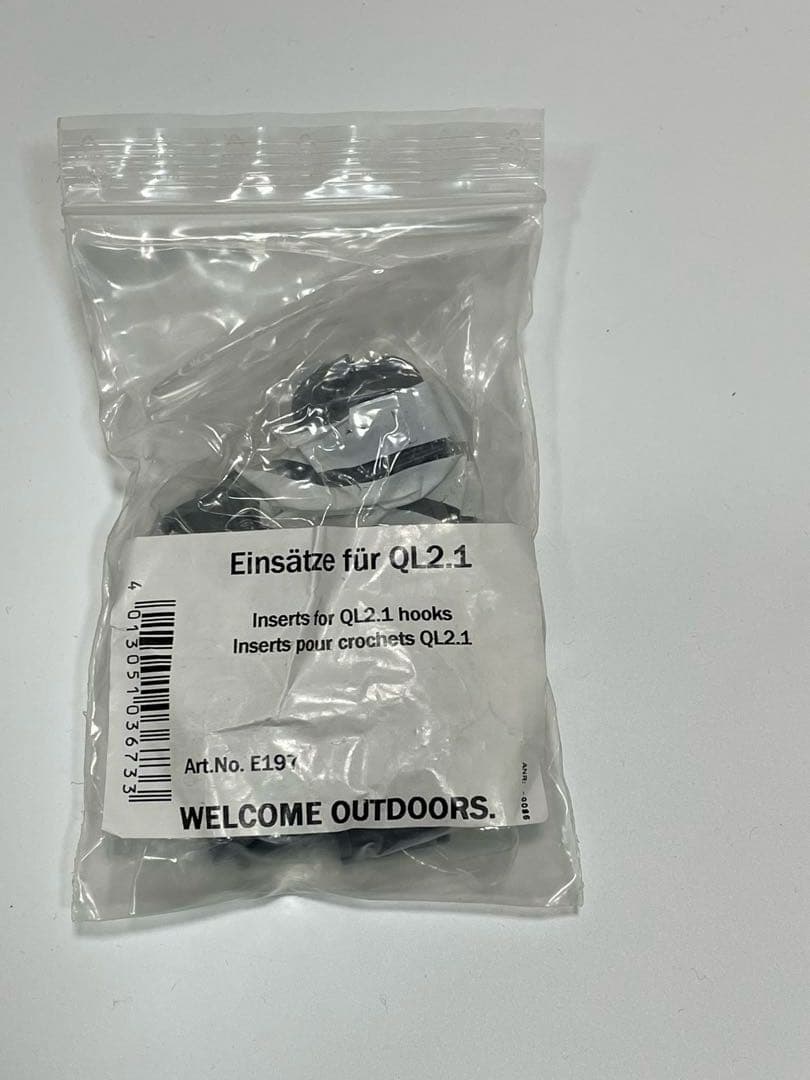 Einsätze für QL2.1
Inserts for QL2.1 hooks
Inserts pour crochets QL2.1
4 013051 036733
Art.No. E197
WELCOME OUTDOORS.